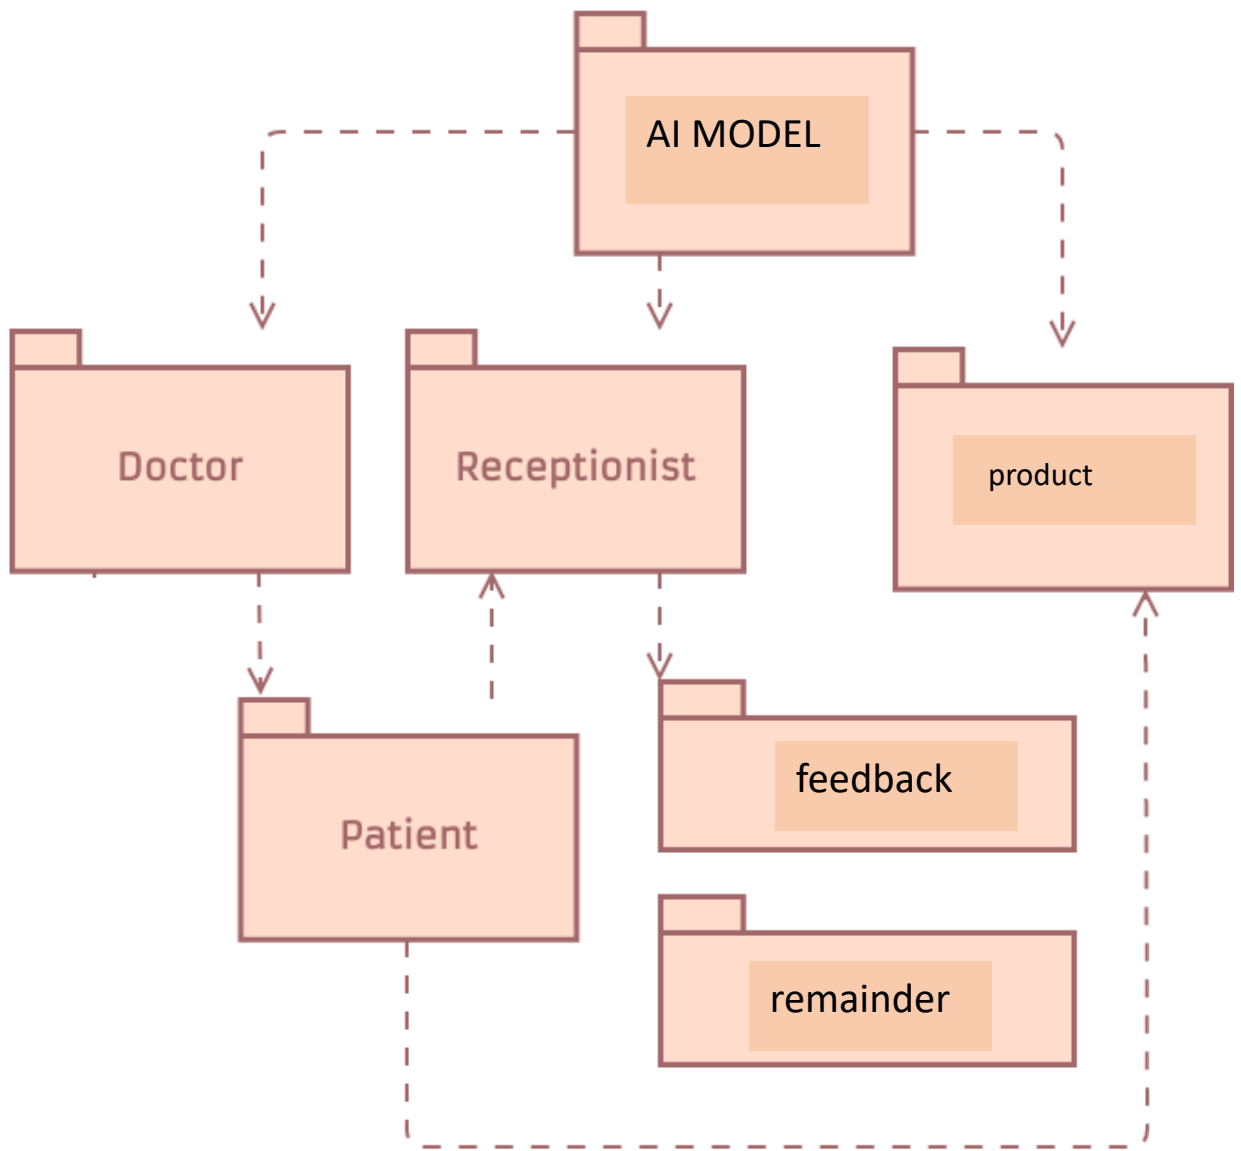 AI MODEL
Doctor
Receptionist
product
Patient
feedback
remainder